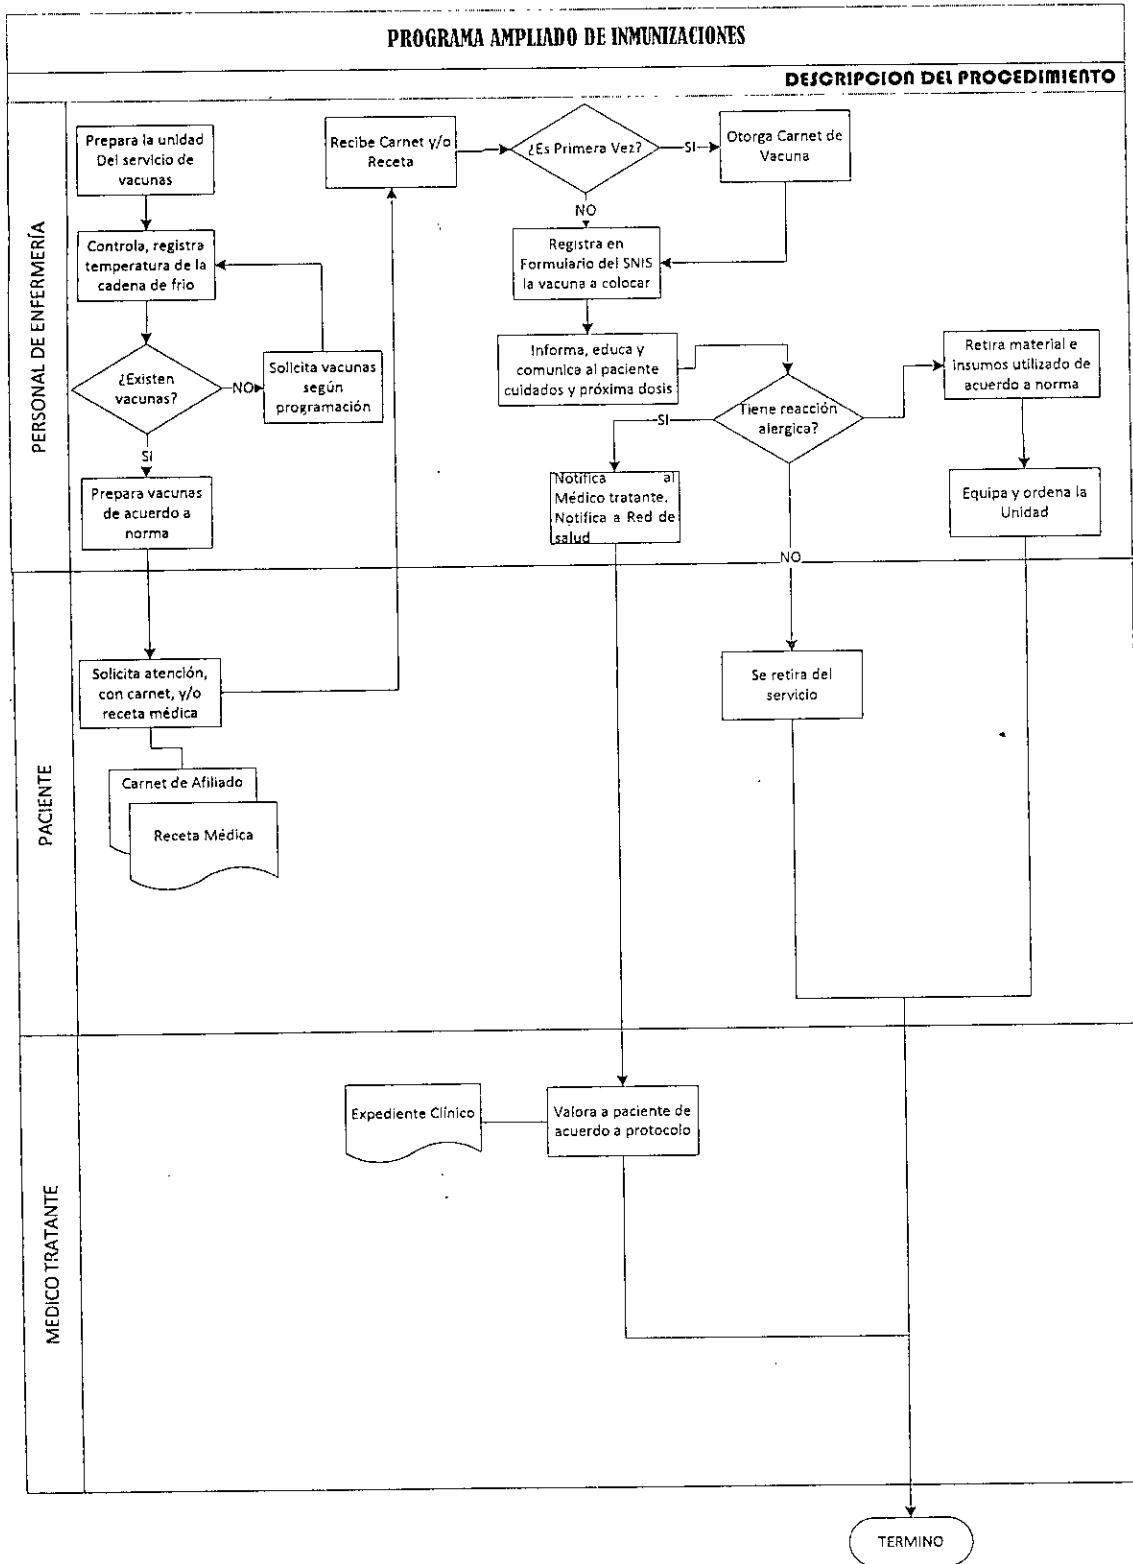 PROGRAMA AMPLIADO DE INMUNIZACIONES
DESCRIPCION DEL PROCEDIMIENTO
PERSONAL DE ENFERMERÍA
Prepara la unidad
Del servicio de
vacunas
Controla, registra
temperatura de la
cadena de frio
¿Existen
vacunas?
NO
Solicita vacunas
según
programación
SI
Prepara vacunas
de acuerdo a
norma
Recibe Carnet y/o
Receta
¿Es Primera Vez?
SI
Otorga Carnet de
Vacuna
NO
Registra en
Formulario del SNIS
la vacuna a colocar
Informa, educa y
comunica al paciente
cuidados y próxima dosis
Tiene reacción
alergica?
SI
Notifica al
Médico tratante.
Notifica a Red de
salud
NO
Retira material e
insumos utilizado de
acuerdo a norma
Equipa y ordena la
Unidad
PACIENTE
Solicita atención,
con carnet, y/o
receta médica
Carnet de Afiliado
Receta Médica
Se retira del
servicio
MEDICO TRATANTE
Expediente Clínico
Valora a paciente de
acuerdo a protocolo
TERMINO